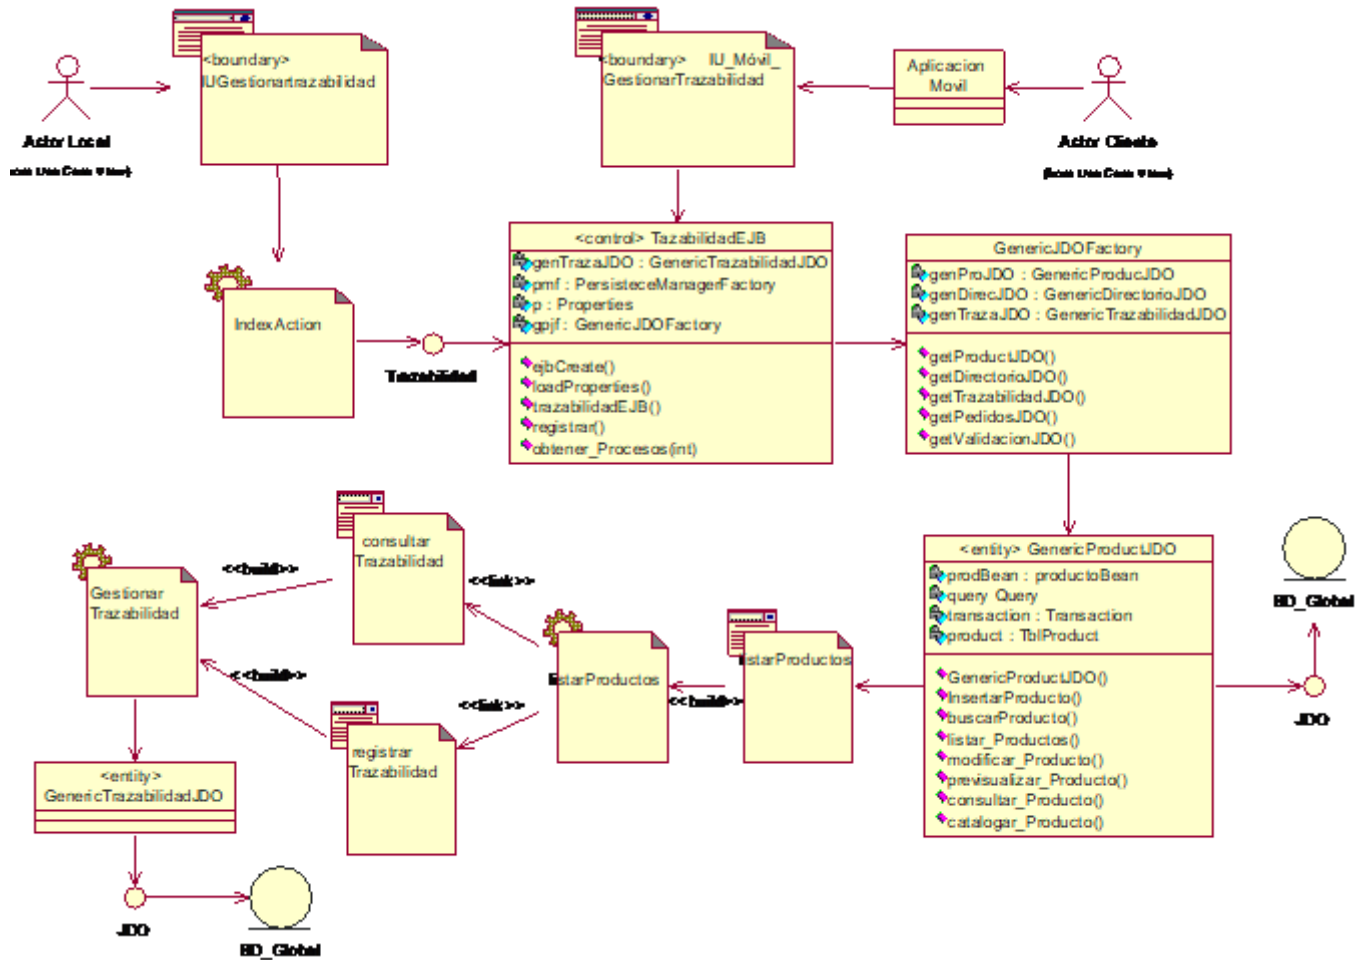 <boundary>
IUGestionartrazabilidad
<boundary> IU_Móvil_
GestionarTrazabilidad
Aplicacion
Movil
Actor Local
Actor Cliente
(from Use Case View)
IndexAction
Trazabilidad
<control> TazabilidadEJB
genTrazaJDO : GenericTrazabilidadJDO
pmf : PersisteceManagerFactory
p : Properties
gpjf : GenericJDOFactory
ejbCreate()
loadProperties()
trazabilidadEJB()
registrar()
obtener_Procesos(int)
GenericJDOFactory
genProJDO : GenericProducJDO
genDirecJDO : GenericDirectorioJDO
genTrazaJDO : GenericTrazabilidadJDO
getProductJDO()
getDirectorioJDO()
getTrazabilidadJDO()
getPedidosJDO()
getValidacionJDO()
<entity> GenericProductJDO
prodBean : productoBean
query Query
transaction : Transaction
product : TblProduct
GenericProductJDO()
InsertarProducto()
buscarProducto()
listar_Productos()
modificar_Producto()
previsualizar_Producto()
consultar_Producto()
catalogar_Producto()
BD_Global
JDO
listarProductos
<<build>>
listarProductos
<<link>>
<<link>>
consultar
Trazabilidad
registrar
Trazabilidad
<<build>>
<<build>>
Gestionar
Trazabilidad
<entity>
GenericTrazabilidadJDO
JDO
BD_Global